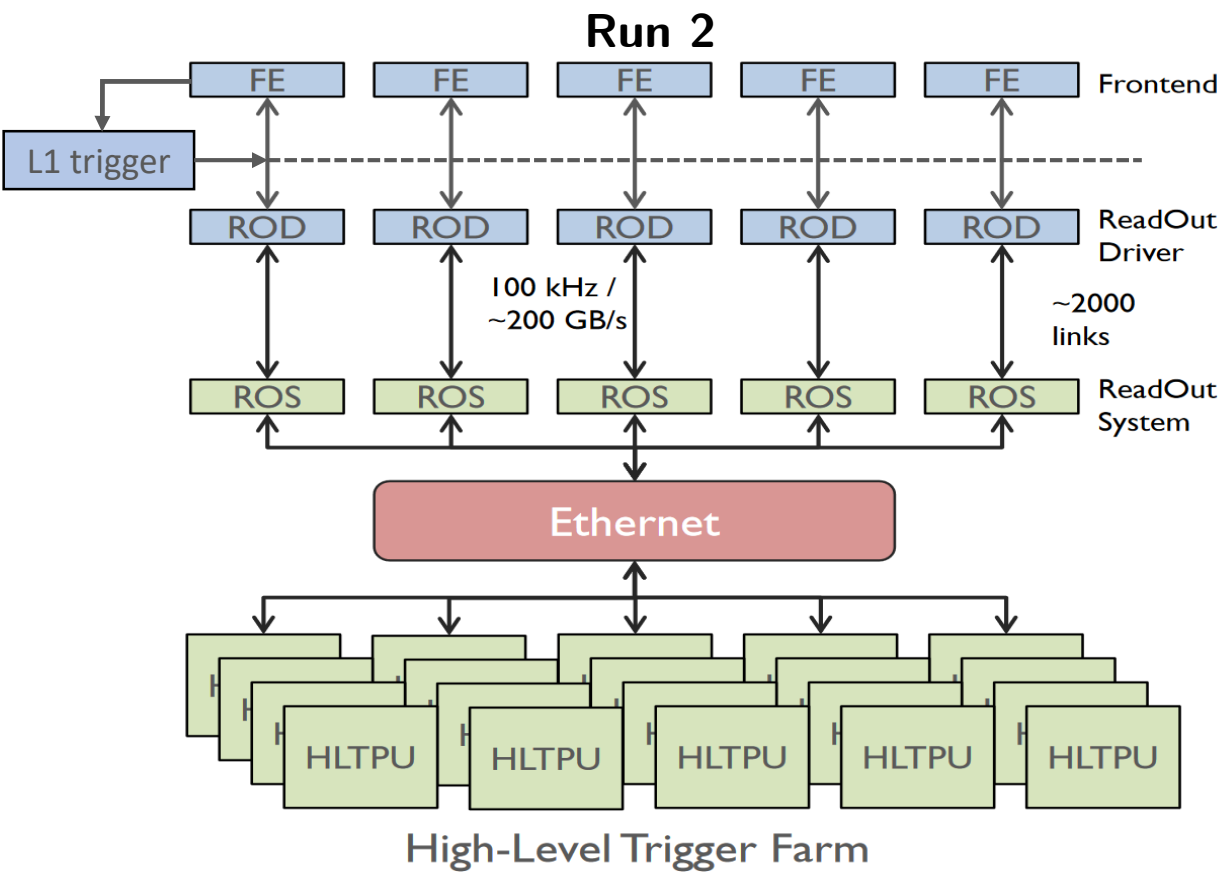 Run 2
FE FE FE FE FE Frontend
L1 trigger
ROD ROD ROD ROD ROD ReadOut
Driver
100 kHz /
~200 GB/s
~2000
links
ROS ROS ROS ROS ROS ReadOut
System
Ethernet
HLTPU HLTPU HLTPU HLTPU HLTPU
High-Level Trigger Farm